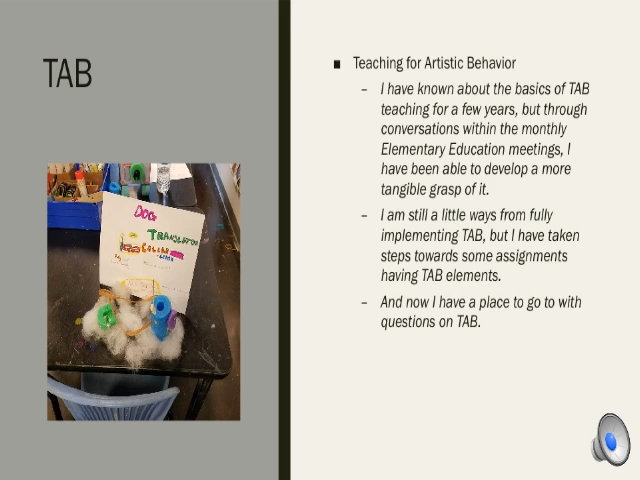 TAB
DOG
TRANSLATOR
COLLAR
■ Teaching for Artistic Behavior
– I have known about the basics of TAB
teaching for a few years, but through
conversations within the monthly
Elementary Education meetings, I
have been able to develop a more
tangible grasp of it.
– I am still a little ways from fully
implementing TAB, but I have taken
steps towards some assignments
having TAB elements.
– And now I have a place to go to with
questions on TAB.